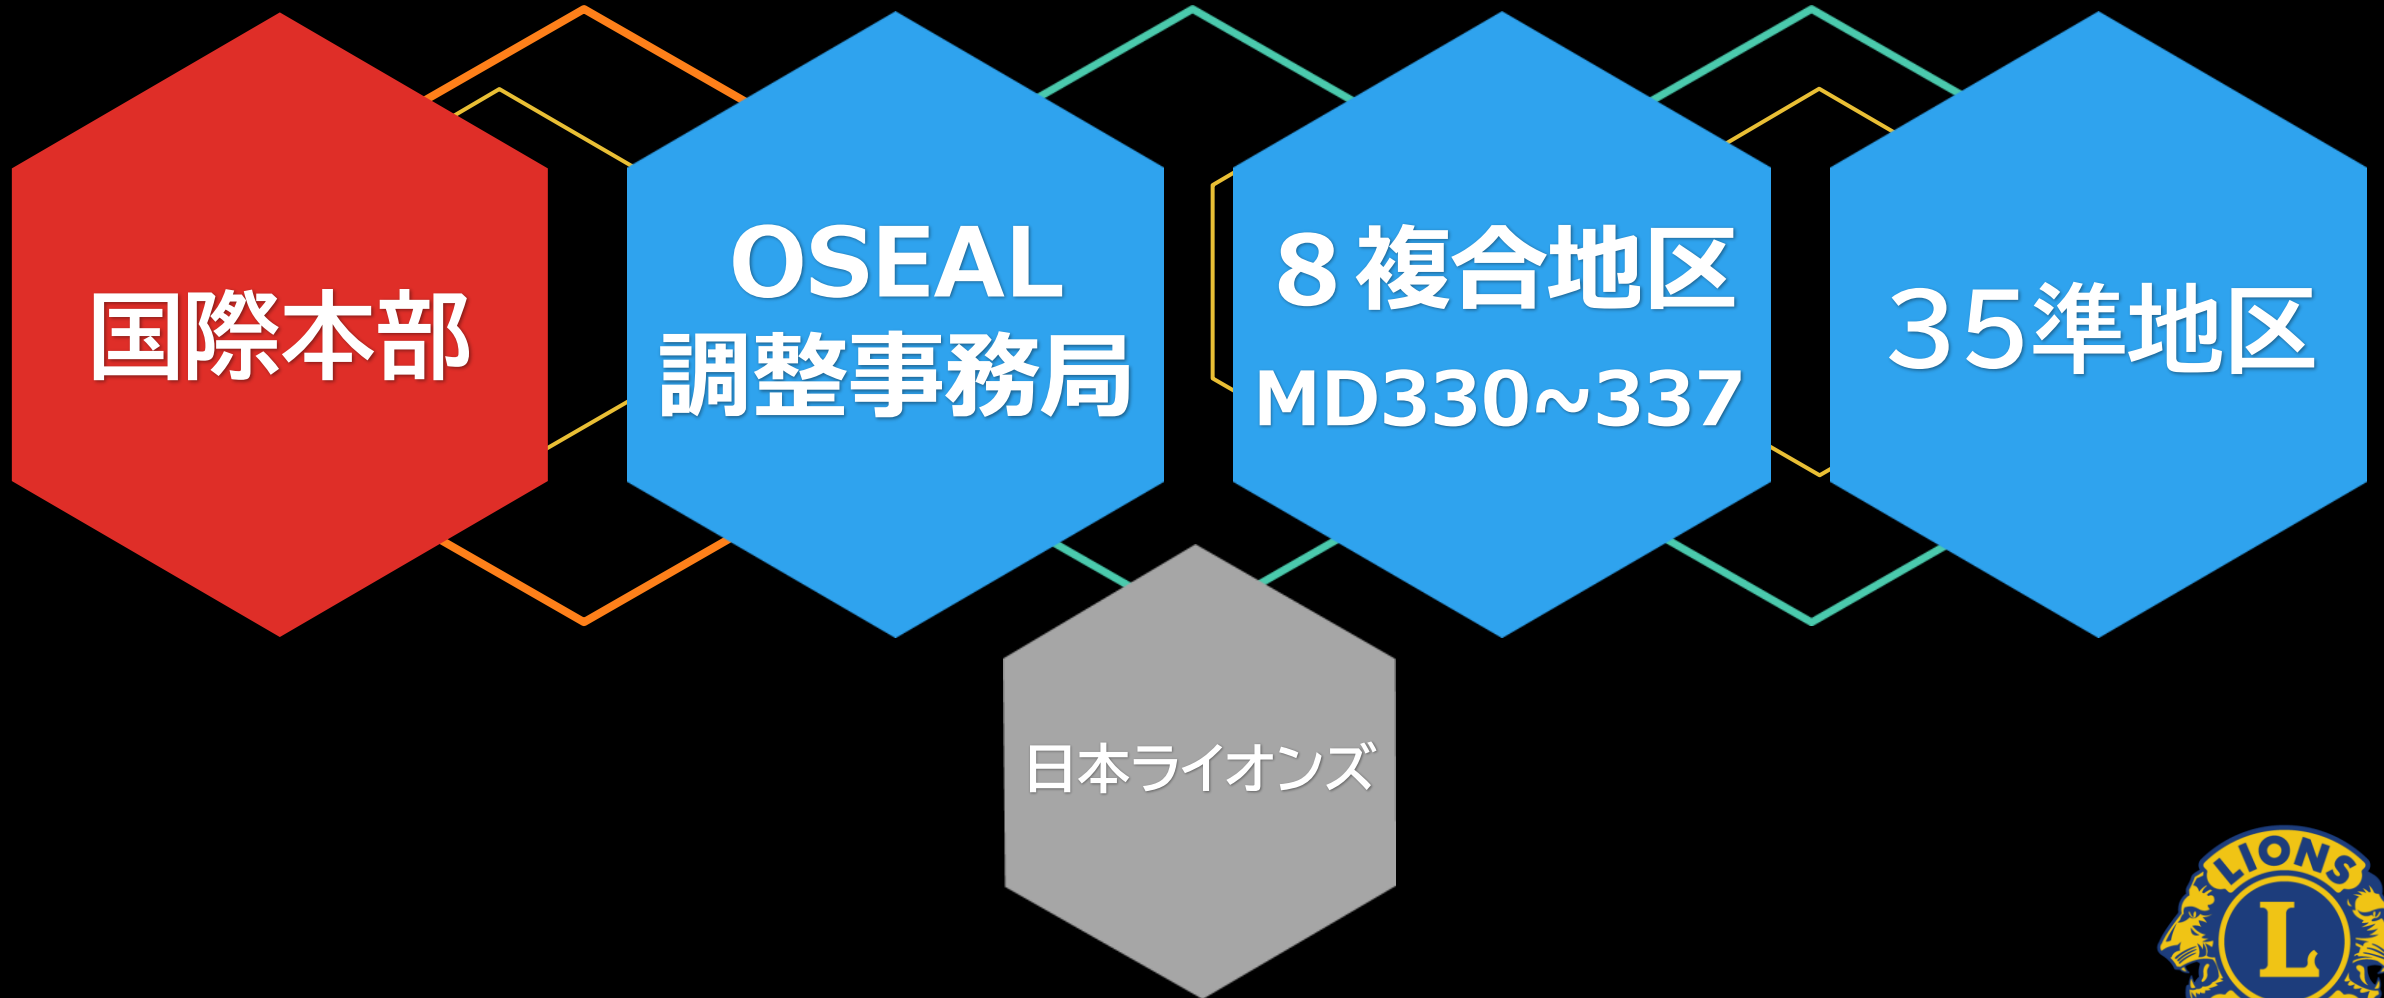 国際本部
OSEAL
調整事務局
８複合地区
MD330~337
35準地区
日本ライオンズ
LIONS
L